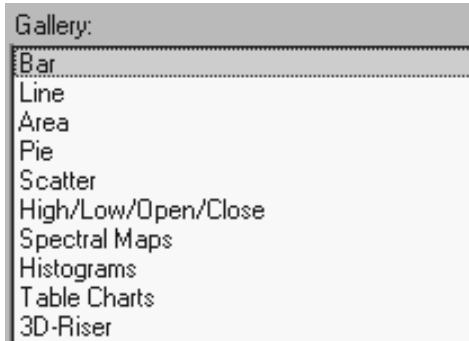 Gallery:
Bar
Line
Area
Pie
Scatter
High/Low/Open/Close
Spectral Maps
Histograms
Table Charts
3D-Riser